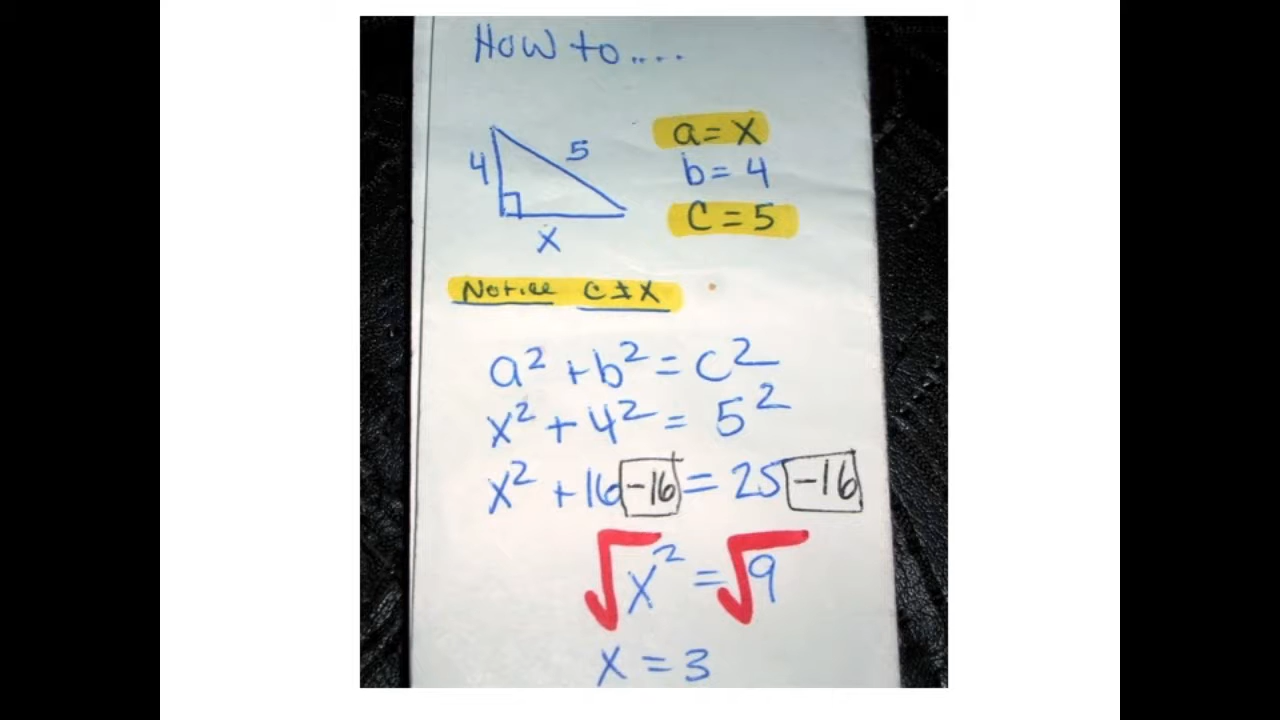 How to....
4
5
x
a = x
b = 4
C = 5
Notice C ≠ X
a² + b² = c²
x² + 4² = 5²
x² + 16 -16 = 25 -16
√x² = √9
x = 3